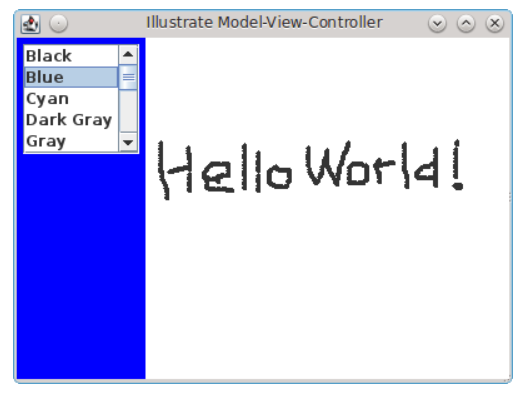 Illustrate Model-View-Controller
Black
Blue
Cyan
Dark Gray
Gray
Hello World!